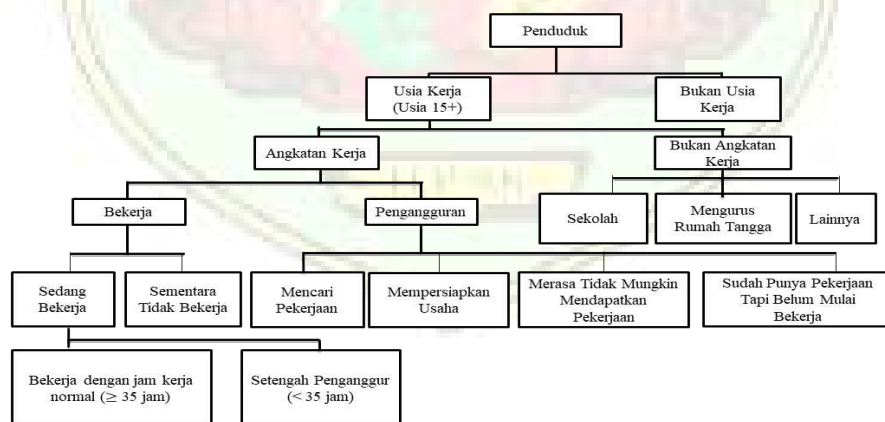 Penduduk
Usia Kerja
(Usia 15+)
Bukan Usia
Kerja
Angkatan Kerja
Bukan Angkatan
Kerja
Bekerja
Pengangguran
Sekolah
Mengurus
Rumah Tangga
Lainnya
Sedang
Bekerja
Sementara
Tidak Bekerja
Mencari
Pekerjaan
Mempersiapkan
Usaha
Merasa Tidak Mungkin
Mendapatkan
Pekerjaan
Sudah Punya Pekerjaan
Tapi Belum Mulai
Bekerja
Bekerja dengan jam kerja
normal (≥ 35 jam)
Setengah Penganggur
(< 35 jam)